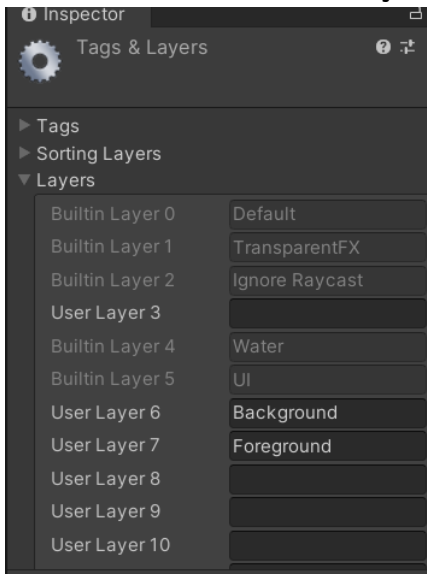 Inspector
Tags & Layers
Tags
Sorting Layers
Layers
Builtin Layer 0 Default
Builtin Layer 1 TransparentFX
Builtin Layer 2 Ignore Raycast
User Layer 3
Builtin Layer 4 Water
Builtin Layer 5 UI
User Layer 6 Background
User Layer 7 Foreground
User Layer 8
User Layer 9
User Layer 10